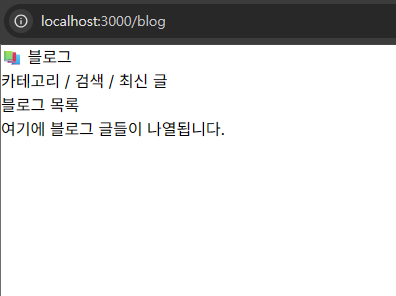 localhost:3000/blog
📚 블로그
카테고리 / 검색 / 최신 글
블로그 목록
여기에 블로그 글들이 나열됩니다.